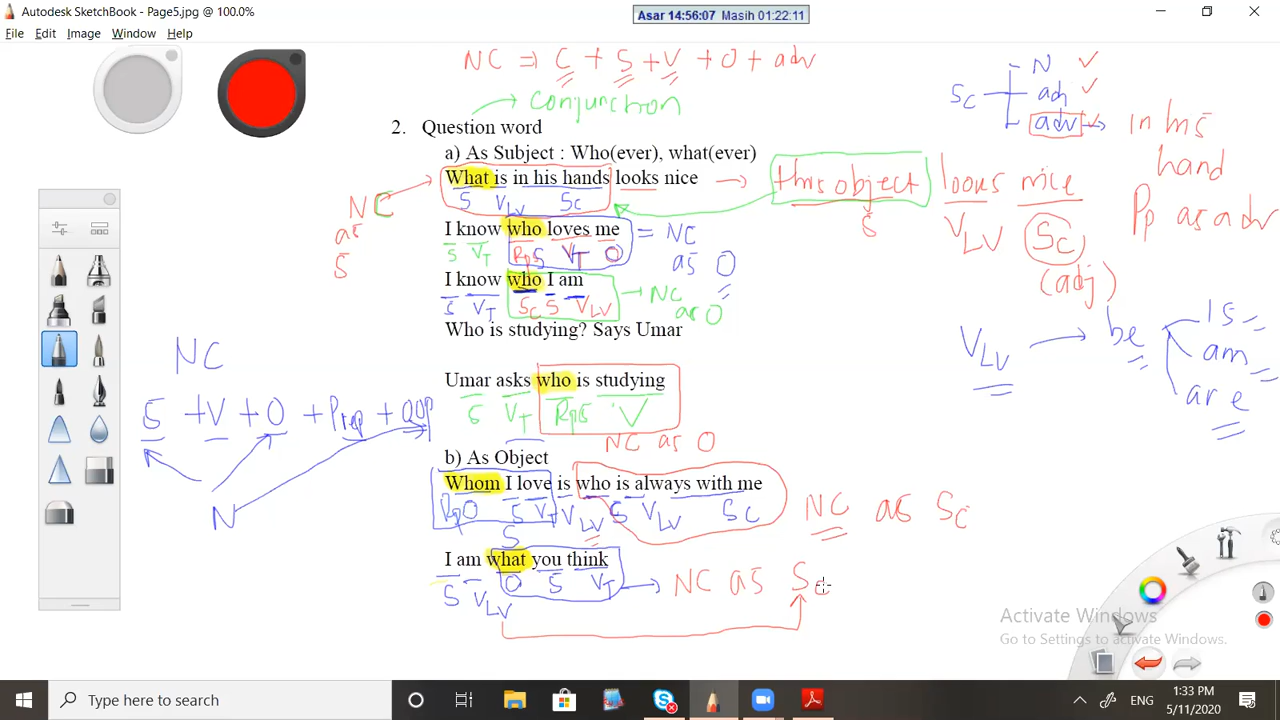 Autodesk SketchBook - Page5.jpg @ 100.0%
Asar 14:56:07 Masih 01:22:11
File Edit Image Window Help
NC ⇒ C + S + V + O + adv
→ Conjunction
Sc N ✓
adj ✓
adv ✓ → in his hand
Pp as adv
2. Question word
a) As Subject : Who(ever), what(ever)
What is in his hands looks nice → this object looks nice
S VLV Sc
S VLV Sc (adj)
NC as S
I know who loves me = NC as O
S VT RpS VT O
I know who I am → NC as O
S VT Sc S VLV
VLV → be is am are
Who is studying? Says Umar
NC
S + V + O + Prep + OOP
N
Umar asks who is studying
S VT RpS V
NC as O
b) As Object
Whom I love is who is always with me
RpO S VT VLV S VLV Sc
S
NC as Sc
I am what you think
S VLV O S VT → NC as S
Activate Windows
Go to Settings to activate Windows.
Type here to search
ENG
1:33 PM
5/11/2020